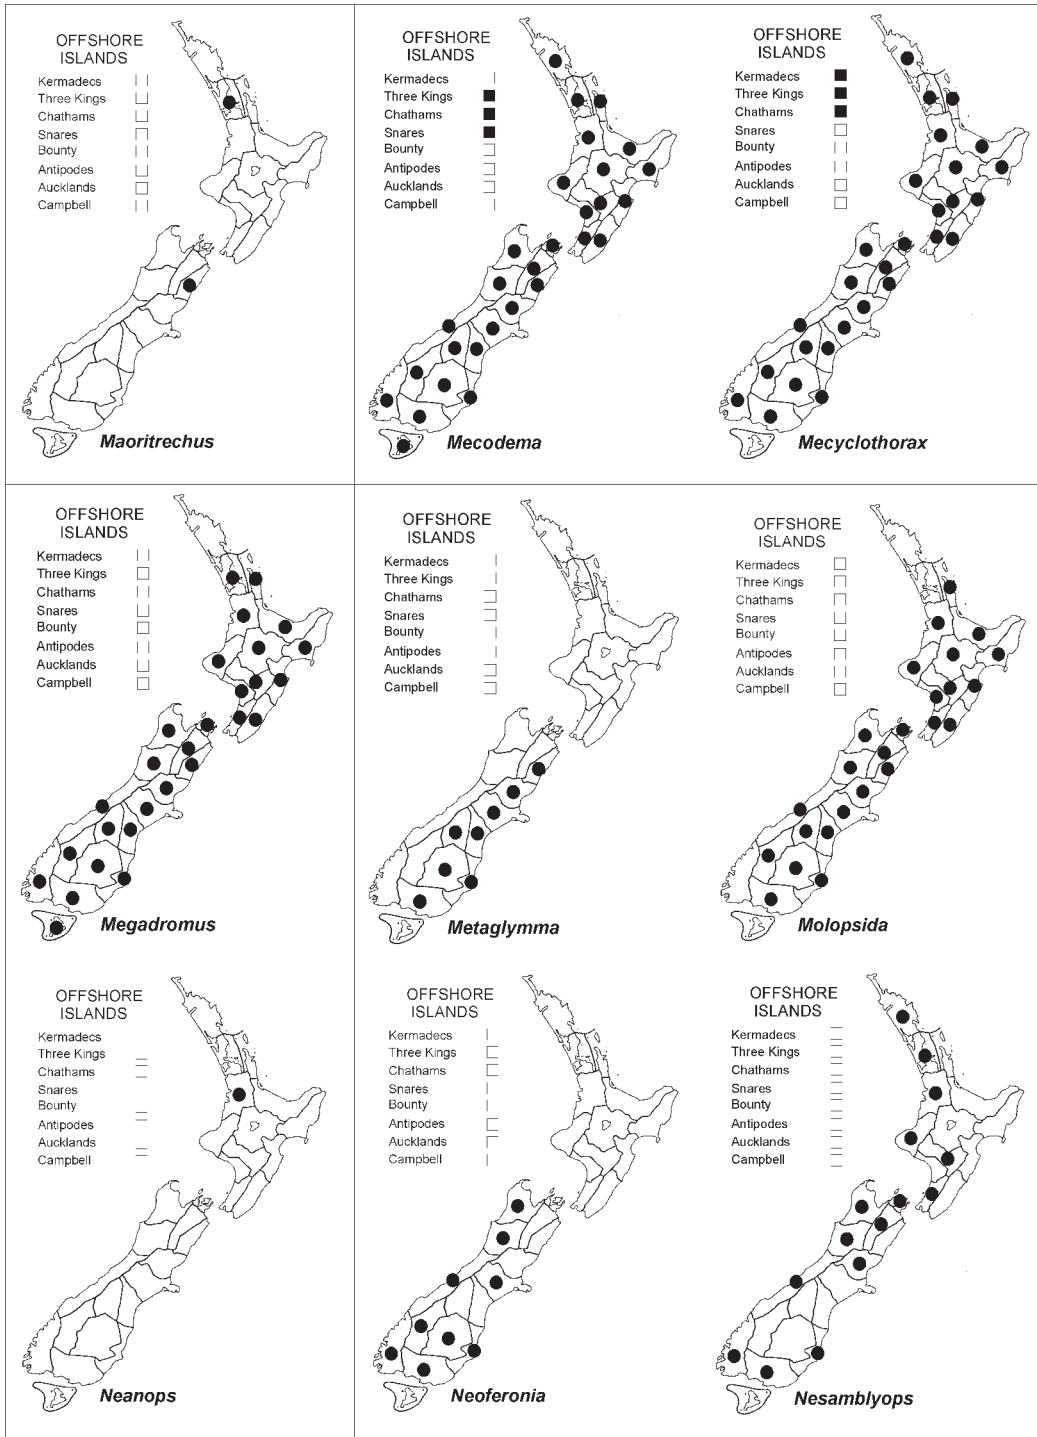 OFFSHORE
ISLANDS
Kermadecs
Three Kings
Chathams
Snares
Bounty
Antipodes
Aucklands
Campbell
Maoritrechus
OFFSHORE
ISLANDS
Kermadecs
Three Kings
Chathams
Snares
Bounty
Antipodes
Aucklands
Campbell
Mecodema
OFFSHORE
ISLANDS
Kermadecs
Three Kings
Chathams
Snares
Bounty
Antipodes
Aucklands
Campbell
Mecyclothorax
OFFSHORE
ISLANDS
Kermadecs
Three Kings
Chathams
Snares
Bounty
Antipodes
Aucklands
Campbell
Megadromus
OFFSHORE
ISLANDS
Kermadecs
Three Kings
Chathams
Snares
Bounty
Antipodes
Aucklands
Campbell
Metaglymma
OFFSHORE
ISLANDS
Kermadecs
Three Kings
Chathams
Snares
Bounty
Antipodes
Aucklands
Campbell
Molopsida
OFFSHORE
ISLANDS
Kermadecs
Three Kings
Chathams
Snares
Bounty
Antipodes
Aucklands
Campbell
Neanops
OFFSHORE
ISLANDS
Kermadecs
Three Kings
Chathams
Snares
Bounty
Antipodes
Aucklands
Campbell
Neoferonia
OFFSHORE
ISLANDS
Kermadecs
Three Kings
Chathams
Snares
Bounty
Antipodes
Aucklands
Campbell
Nesamblyops